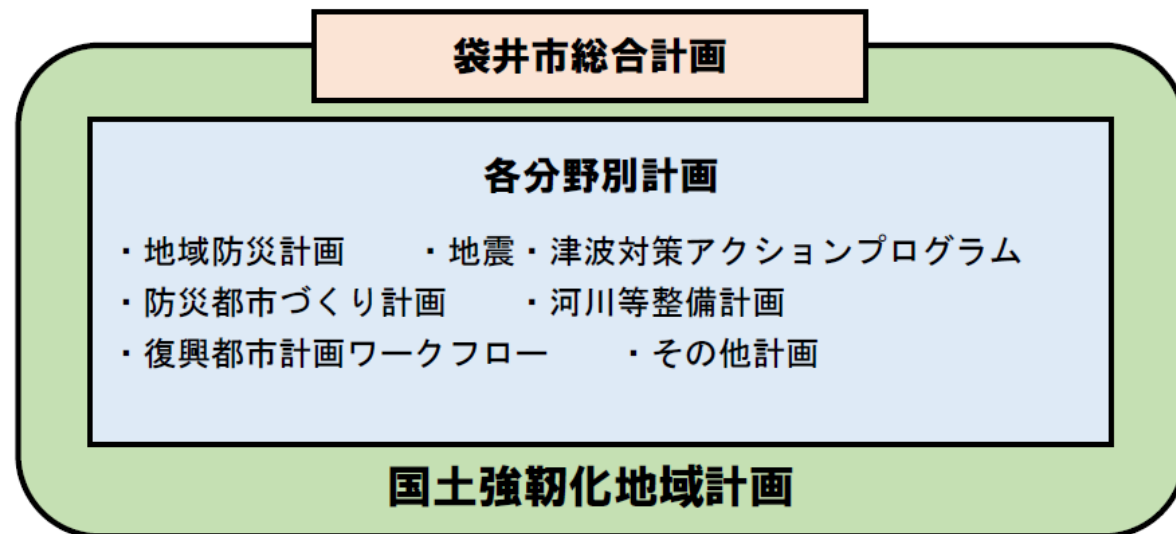 袋井市総合計画
各分野別計画
・地域防災計画　　・地震・津波対策アクションプログラム
・防災都市づくり計画　　・河川等整備計画
・復興都市計画ワークフロー　　・その他計画
国土強靭化地域計画